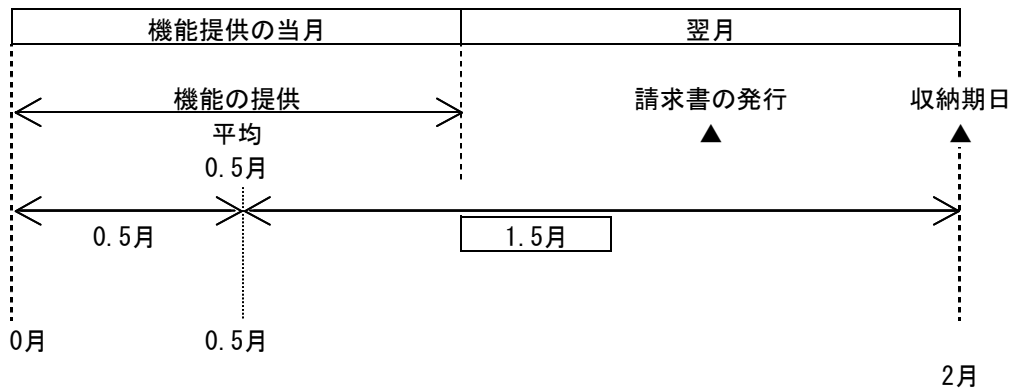 機能提供の当月 翌月
機能の提供 請求書の発行 収納期日
平均 ▲ ▲
0.5月
0.5月 1.5月
0月 0.5月
2月